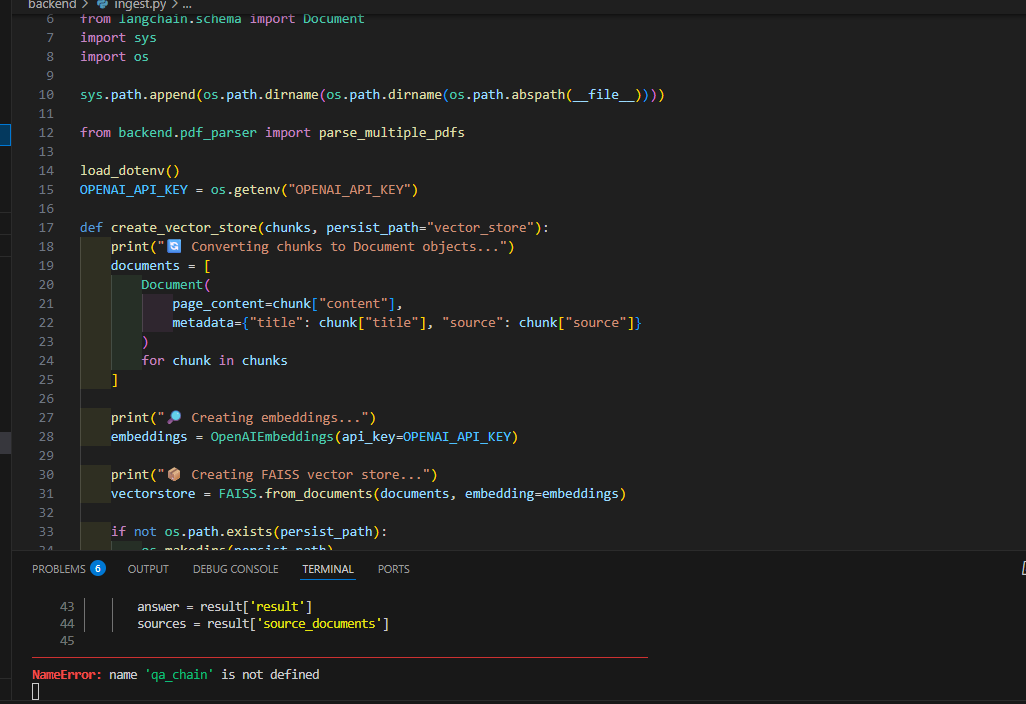 backend > ingest.py > ...
6 from langchain.schema import Document
7 import sys
8 import os
9
10 sys.path.append(os.path.dirname(os.path.dirname(os.path.abspath(__file__))))
11
12 from backend.pdf_parser import parse_multiple_pdfs
13
14 load_dotenv()
15 OPENAI_API_KEY = os.getenv("OPENAI_API_KEY")
16
17 def create_vector_store(chunks, persist_path="vector_store"):
18     print("🔄 Converting chunks to Document objects...")
19     documents = [
20         Document(
21             page_content=chunk["content"],
22             metadata={"title": chunk["title"], "source": chunk["source"]}
23         )
24         for chunk in chunks
25     ]
26
27     print("🔎 Creating embeddings...")
28     embeddings = OpenAIEmbeddings(api_key=OPENAI_API_KEY)
29
30     print("📦 Creating FAISS vector store...")
31     vectorstore = FAISS.from_documents(documents, embedding=embeddings)
32
33     if not os.path.exists(persist_path):
34         os.makedirs(persist_path)
PROBLEMS 6 OUTPUT DEBUG CONSOLE TERMINAL PORTS
43 answer = result['result']
44 sources = result['source_documents']
45
NameError: name 'qa_chain' is not defined